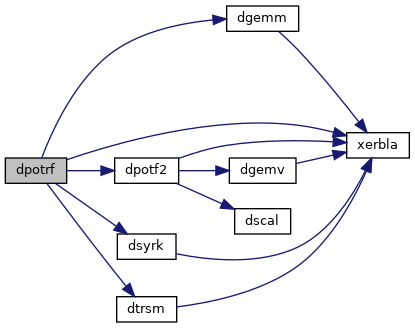 dgemm
xerbla
dpotrf
dpotf2
dgemv
dscal
dsyrk
dtrsm